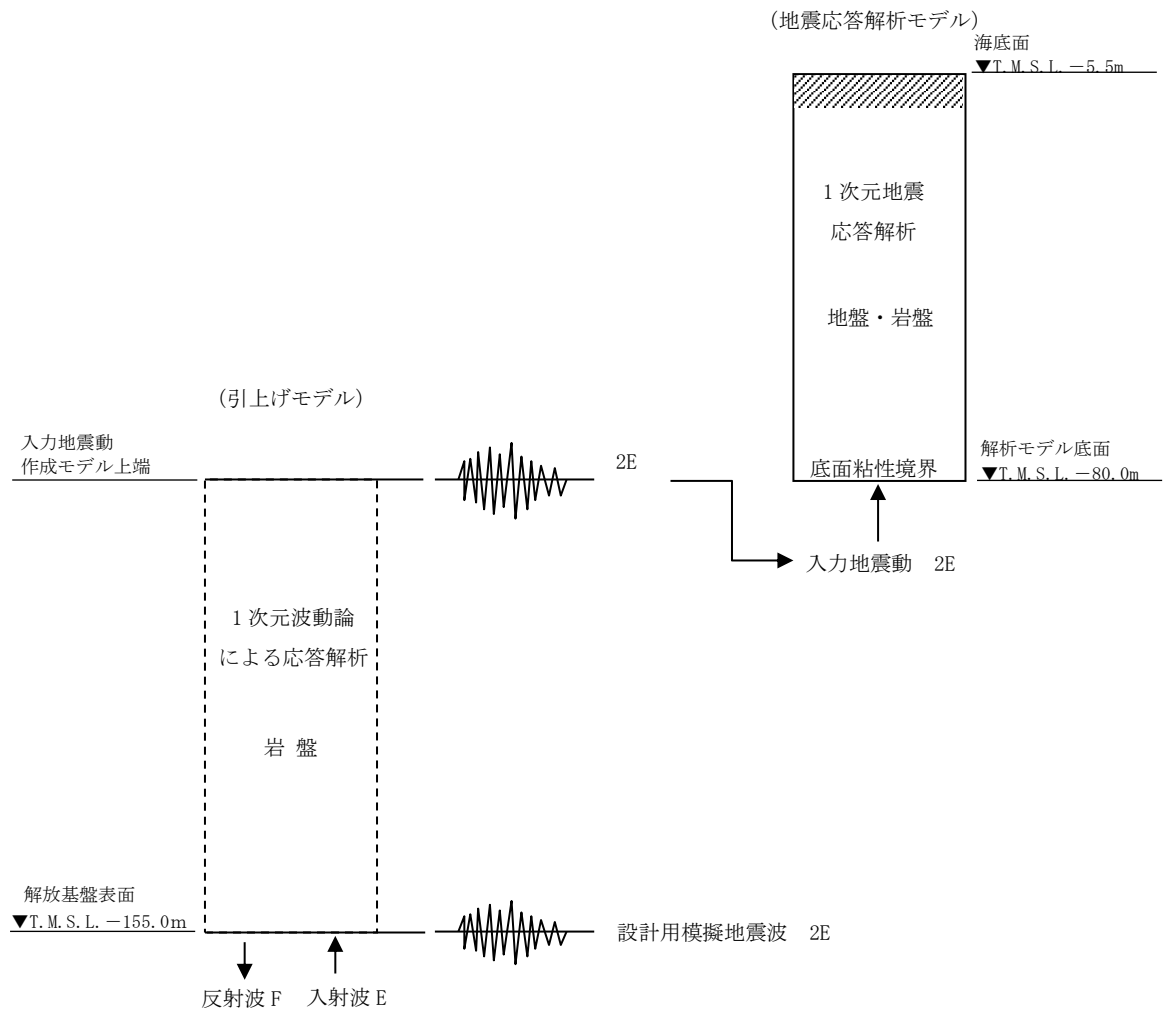 (地震応答解析モデル)
海底面
▼T.M.S.L.－5.5m
1次元地震
応答解析
地盤・岩盤
(引上げモデル)
入力地震動
作成モデル上端
2E
底面粘性境界
解析モデル底面
▼T.M.S.L.－80.0m
入力地震動　2E
1次元波動論
による応答解析
岩 盤
解放基盤表面
▼T.M.S.L.－155.0m
設計用模擬地震波　2E
反射波F　入射波E